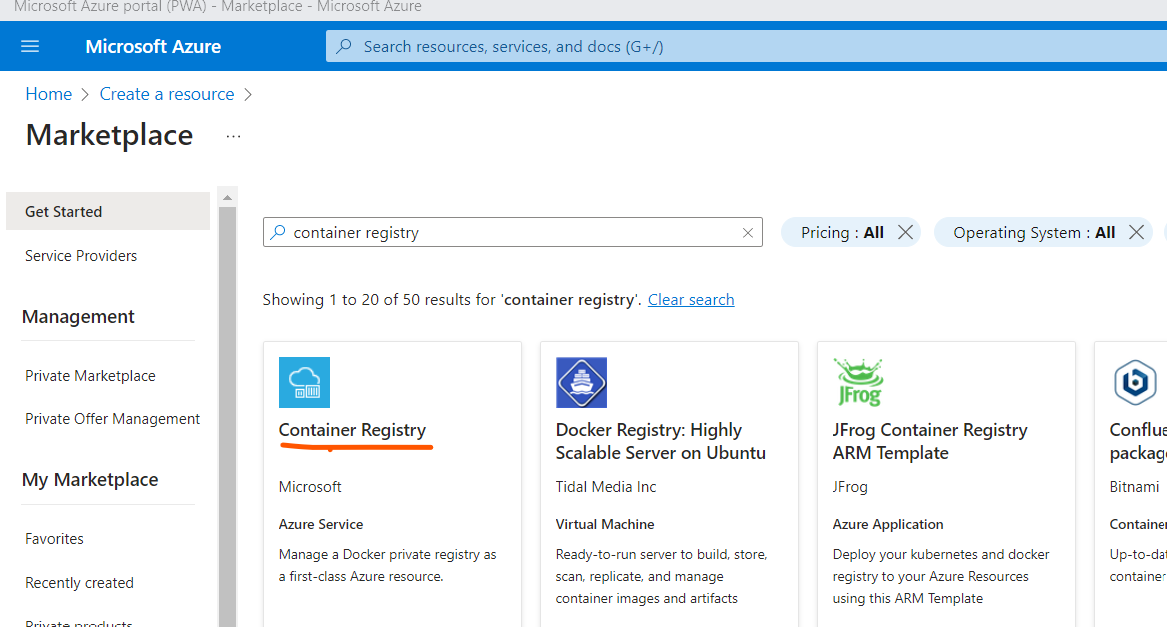 Microsoft Azure portal (PWA) - Marketplace - Microsoft Azure
Microsoft Azure
Search resources, services, and docs (G+/)
Home > Create a resource >
Marketplace ...
Get Started
Service Providers
Management
Private Marketplace
Private Offer Management
My Marketplace
Favorites
Recently created
Private products
container registry
Pricing : All
Operating System : All
Showing 1 to 20 of 50 results for 'container registry'. Clear search
Container Registry
Microsoft
Azure Service
Manage a Docker private registry as
a first-class Azure resource.
Docker Registry: Highly
Scalable Server on Ubuntu
Tidal Media Inc
Virtual Machine
Ready-to-run server to build, store,
scan, replicate, and manage
container images and artifacts
JFrog
JFrog Container Registry
ARM Template
JFrog
Azure Application
Deploy your kubernetes and docker
registry to your Azure Resources
using this ARM Template
b
Conflue
packag
Bitnami
Container
Up-to-dat
container